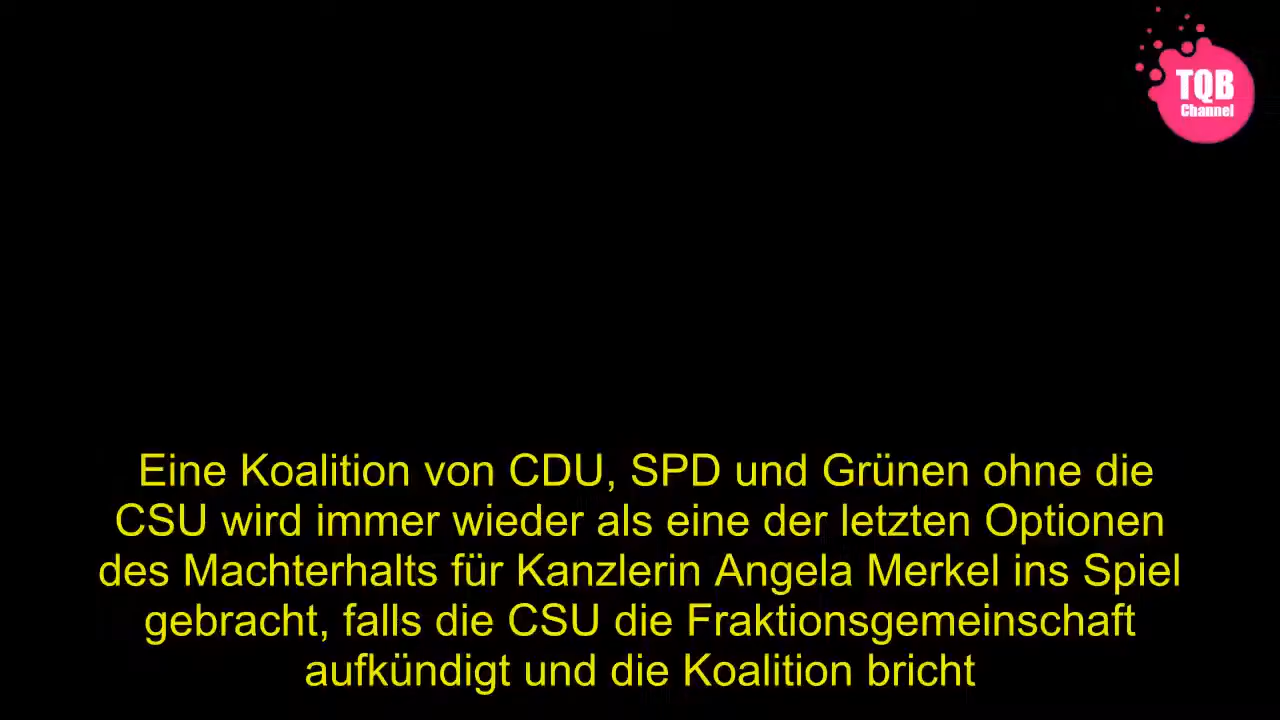 TQB
Channel
Eine Koalition von CDU, SPD und Grünen ohne die
CSU wird immer wieder als eine der letzten Optionen
des Machterhalts für Kanzlerin Angela Merkel ins Spiel
gebracht, falls die CSU die Fraktionsgemeinschaft
aufkündigt und die Koalition bricht